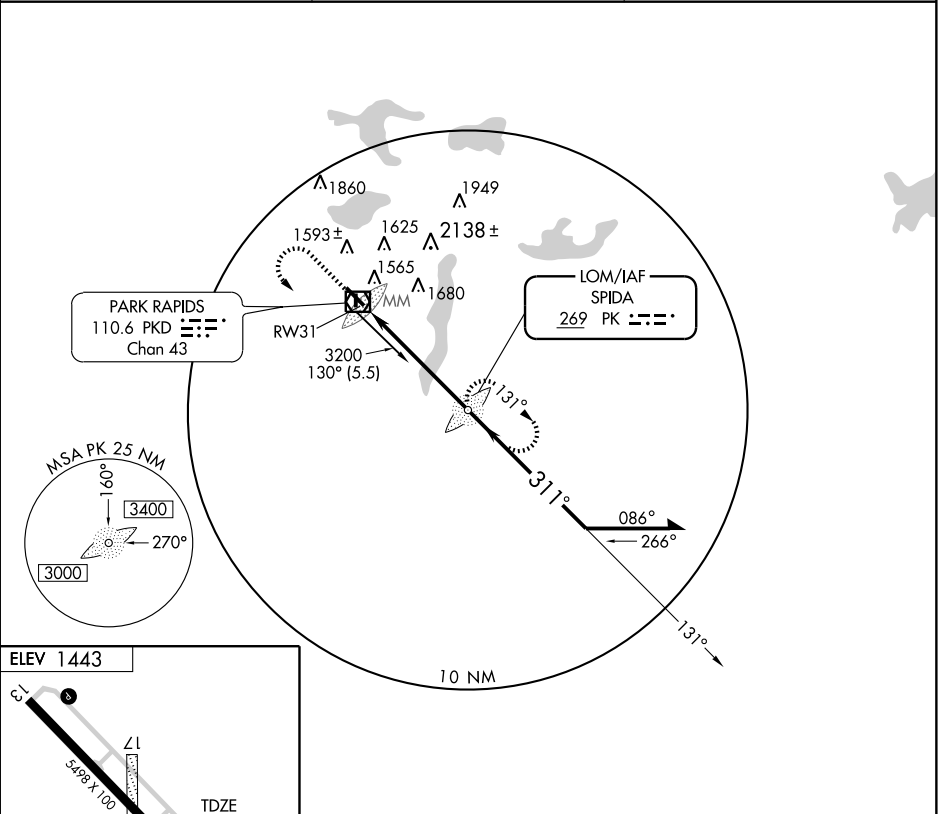 1860
1949
1593±
1625
2138±
1565
1680
MM
LOM/IAF
SPIDA
269 PK
PARK RAPIDS
110.6 PKD
Chan 43
RW31
3200
130° (5.5)
131°
MSA PK 25 NM
160°
3400
270°
3000
311°
086°
266°
131°
10 NM
ELEV 1443
13
P
17
5498 X 100
TDZE